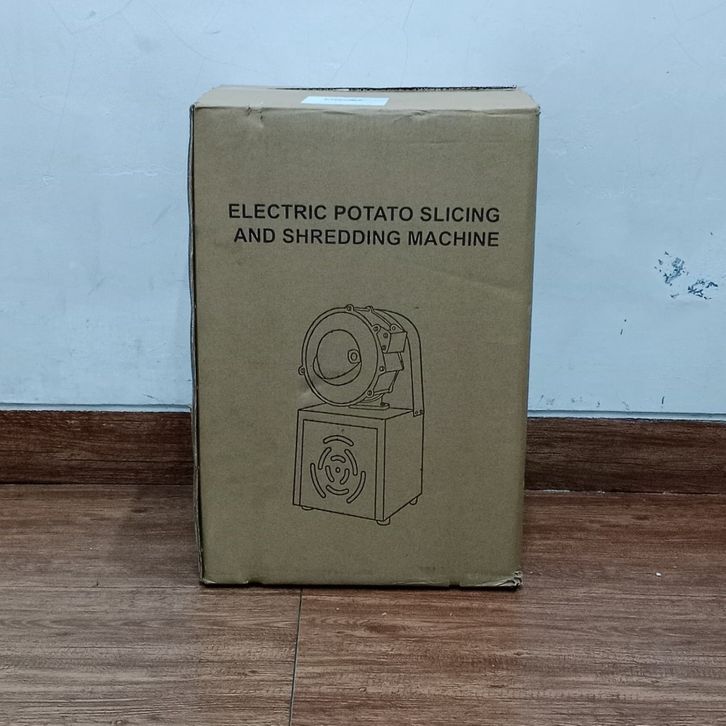 ELECTRIC POTATO SLICING
AND SHREDDING MACHINE